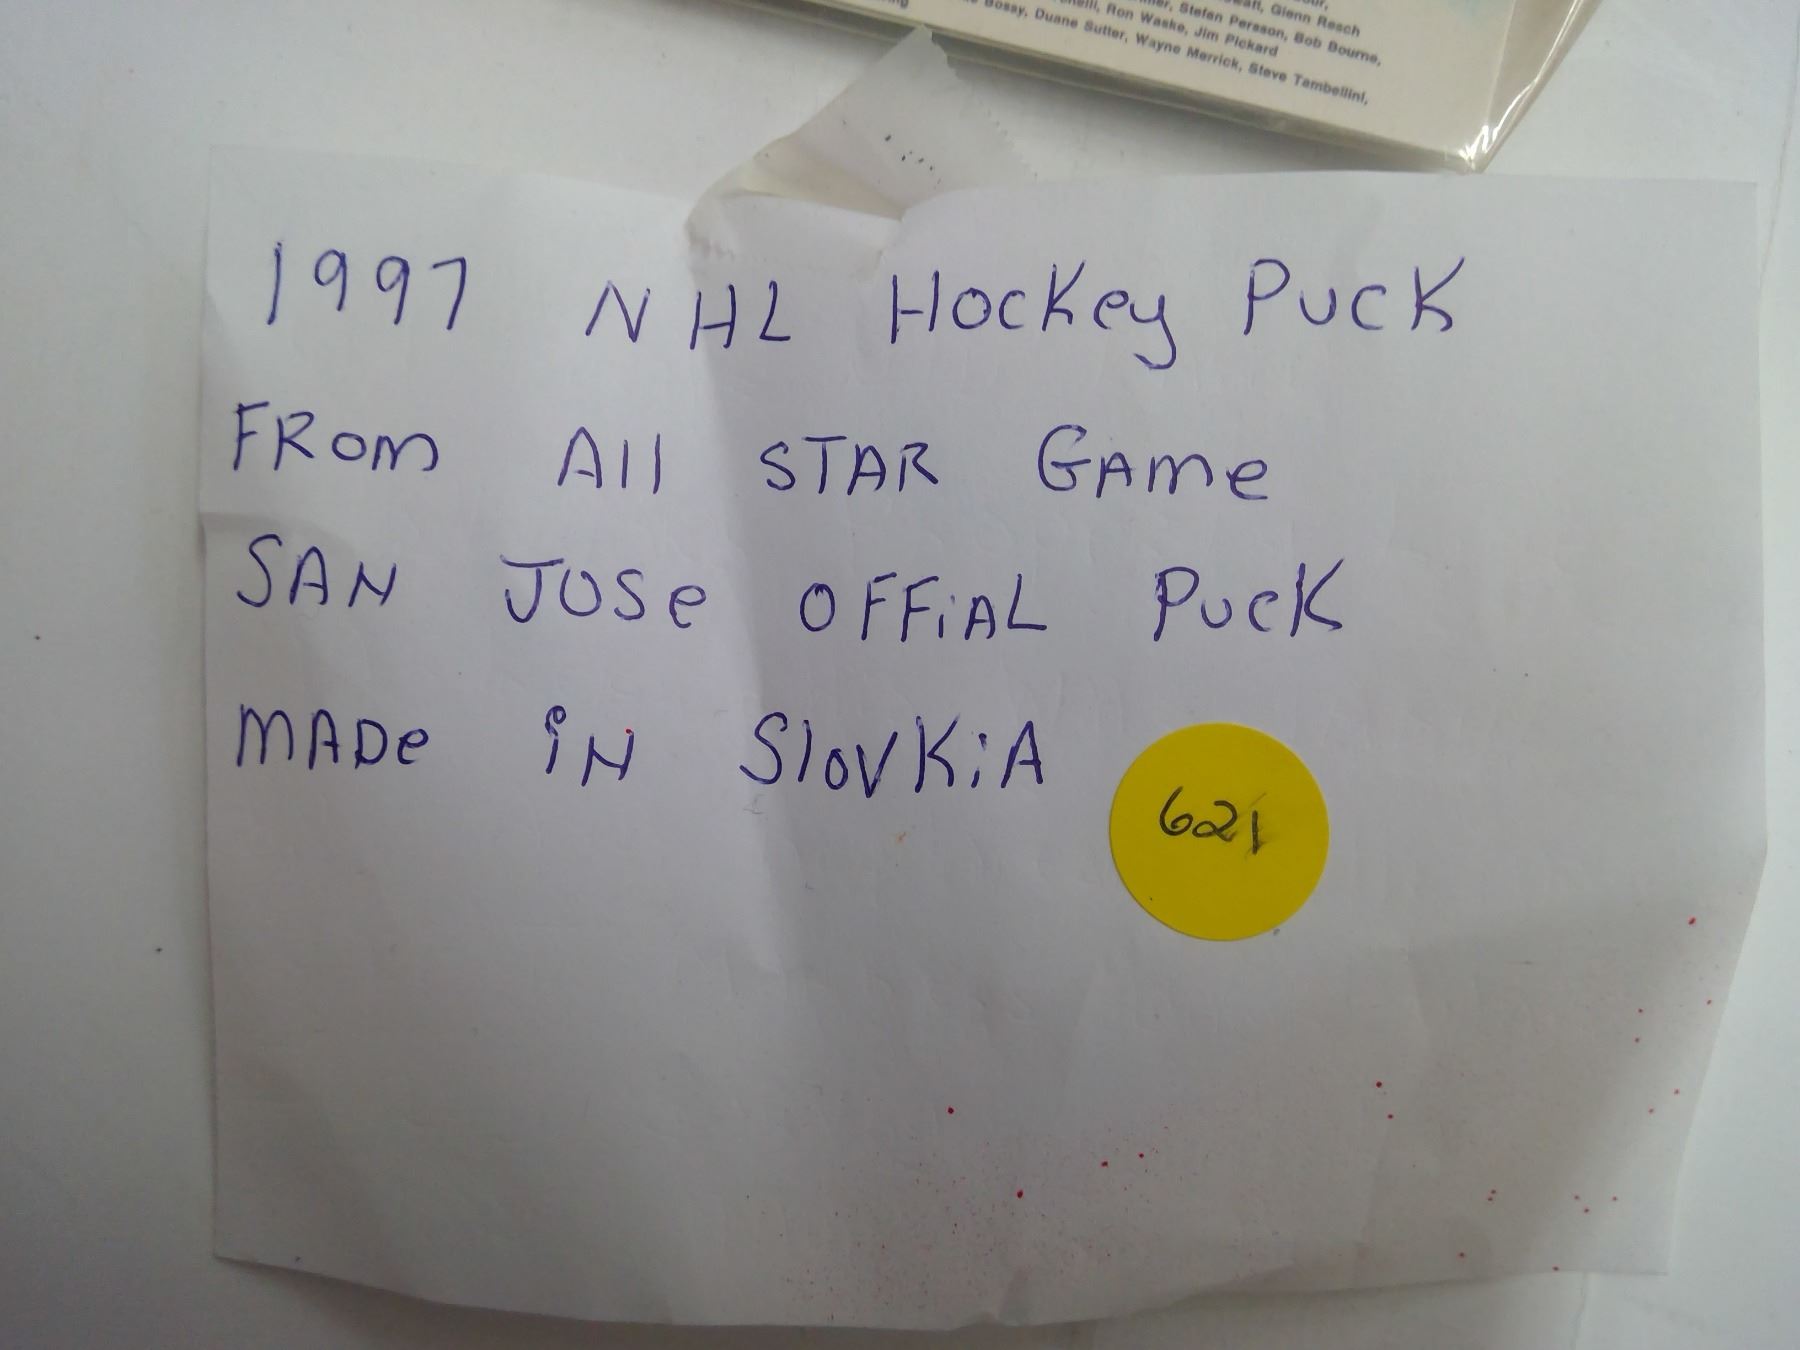 Glenn Resch
Stefan Persson, Bob Bourne,
Ron Waske, Jim Pickard
Bossy, Duane Sutter, Wayne Merrick, Steve Tambellini,
1997 NHL Hockey Puck
FROM All STAR GAme
SAN JOSe OFFiAL PucK
MADe iN SlovKiA
621